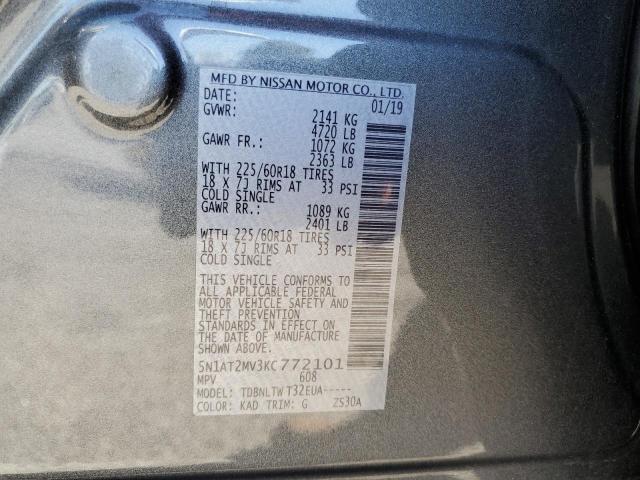 MFD BY NISSAN MOTOR CO., LTD.
DATE: 01/19
GVWR: 2141 KG
4720 LB
GAWR FR.: 1072 KG
2363 LB
WITH 225/60R18 TIRES
18 X 7J RIMS AT 33 PSI
COLD SINGLE
GAWR RR.: 1089 KG
2401 LB
WITH 225/60R18 TIRES
18 X 7J RIMS AT 33 PSI
COLD SINGLE
THIS VEHICLE CONFORMS TO
ALL APPLICABLE FEDERAL
MOTOR VEHICLE SAFETY AND
THEFT PREVENTION
STANDARDS IN EFFECT ON
THE DATE OF MANUFACTURE
SHOWN ABOVE.
5N1AT2MV3KC772101
MPV 608
MODEL: TDBNLTW T32EUA-----
COLOR: KAD TRIM: G ZS30A